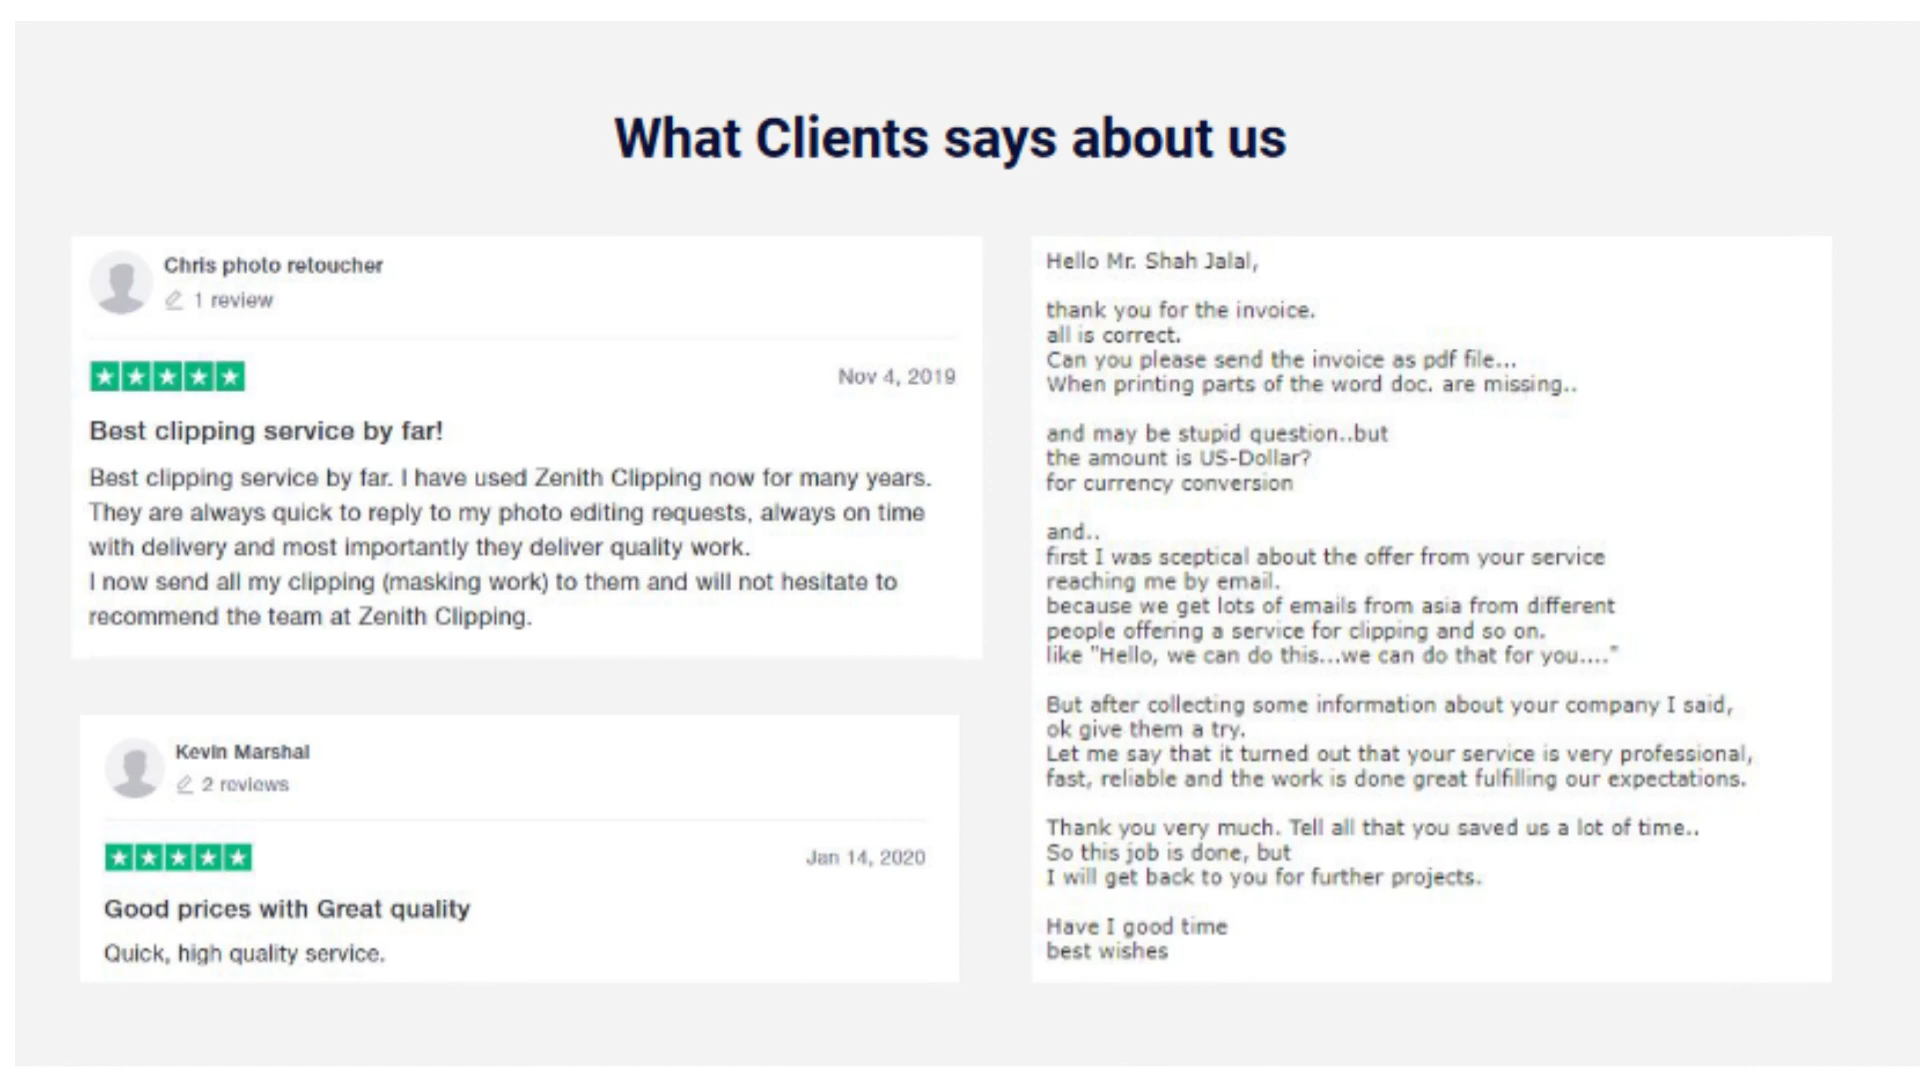 What Clients says about us
Chris photo retoucher
1 review
Nov 4, 2019
Best clipping service by far!
Best clipping service by far. I have used Zenith Clipping now for many years.
They are always quick to reply to my photo editing requests, always on time
with delivery and most importantly they deliver quality work.
I now send all my clipping (masking work) to them and will not hesitate to
recommend the team at Zenith Clipping.
Kevin Marshal
2 reviews
Jan 14, 2020
Good prices with Great quality
Quick, high quality service.
Hello Mr. Shah Jalal,
thank you for the invoice.
all is correct.
Can you please send the invoice as pdf file...
When printing parts of the word doc. are missing..
and may be stupid question..but
the amount is US-Dollar?
for currency conversion
and..
first I was sceptical about the offer from your service
reaching me by email.
because we get lots of emails from asia from different
people offering a service for clipping and so on.
like "Hello, we can do this...we can do that for you...."
But after collecting some information about your company I said,
ok give them a try.
Let me say that it turned out that your service is very professional,
fast, reliable and the work is done great fulfilling our expectations.
Thank you very much. Tell all that you saved us a lot of time..
So this job is done, but
I will get back to you for further projects.
Have I good time
best wishes